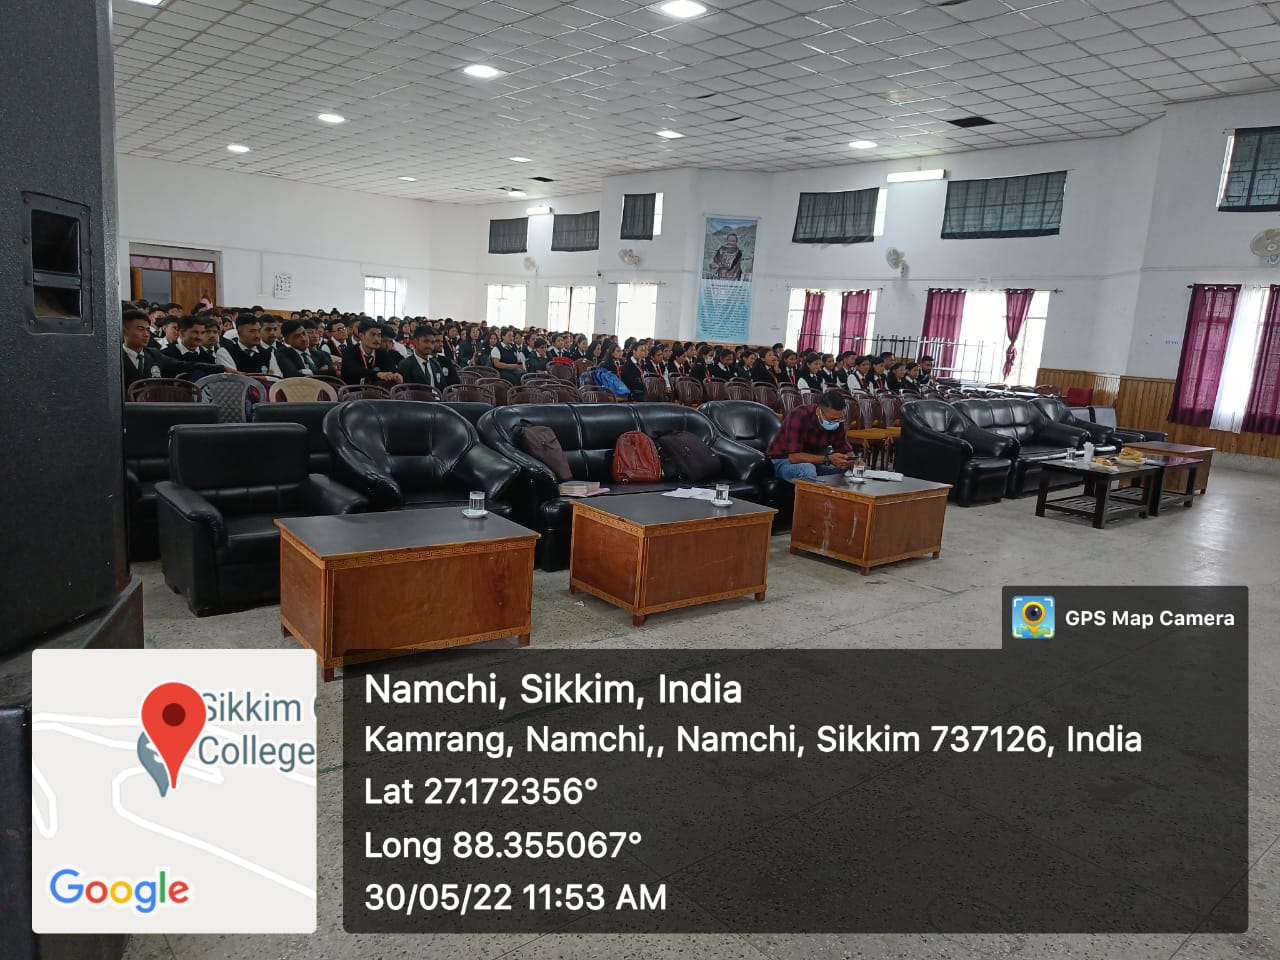 GPS Map Camera
Sikkim
College
Google
Namchi, Sikkim, India
Kamrang, Namchi,, Namchi, Sikkim 737126, India
Lat 27.172356°
Long 88.355067°
30/05/22 11:53 AM